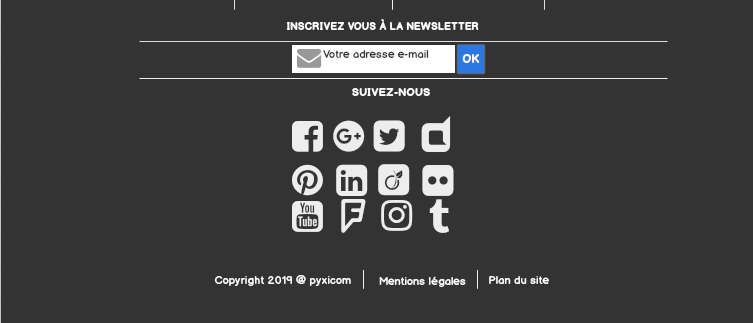 INSCRIVEZ VOUS À LA NEWSLETTER
Votre adresse e-mail OK
SUIVEZ-NOUS
You
Tube
Copyright 2019 @ pyxicom Mentions légales Plan du site